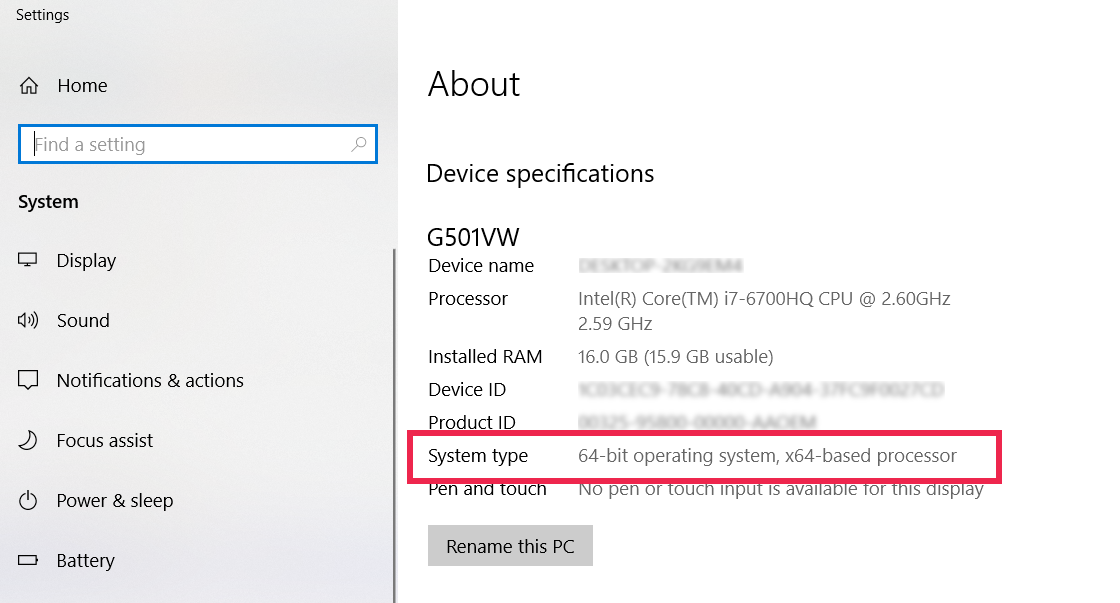 Settings
Home
Find a setting
System
Display
Sound
Notifications & actions
Focus assist
Power & sleep
Battery
About
Device specifications
G501VW
Device name
Processor Intel(R) Core(TM) i7-6700HQ CPU @ 2.60GHz
2.59 GHz
Installed RAM 16.0 GB (15.9 GB usable)
Device ID
Product ID
System type 64-bit operating system, x64-based processor
Pen and touch No pen or touch input is available for this display
Rename this PC